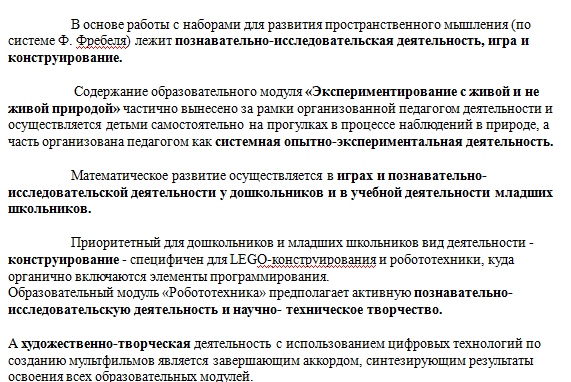 В основе работы с наборами для развития пространственного мышления (по
системе Ф. Фребеля) лежит познавательно-исследовательская деятельность, игра и
конструирование.
Содержание образовательного модуля «Экспериментирование с живой и не
живой природой» частично вынесено за рамки организованной педагогом деятельности и
осуществляется детьми самостоятельно на прогулках в процессе наблюдений в природе, а
часть организована педагогом как системная опытно-экспериментальная деятельность.
Математическое развитие осуществляется в играх и познавательно-
исследовательской деятельности у дошкольников и в учебной деятельности младших
школьников.
Приоритетный для дошкольников и младших школьников вид деятельности -
конструирование - специфичен для LEGO-конструирования и робототехники, куда
органично включаются элементы программирования.
Образовательный модуль «Робототехника» предполагает активную познавательно-
исследовательскую деятельность и научно- техническое творчество.
А художественно-творческая деятельность с использованием цифровых технологий по
созданию мультфильмов является завершающим аккордом, синтезирующим результаты
освоения всех образовательных модулей.